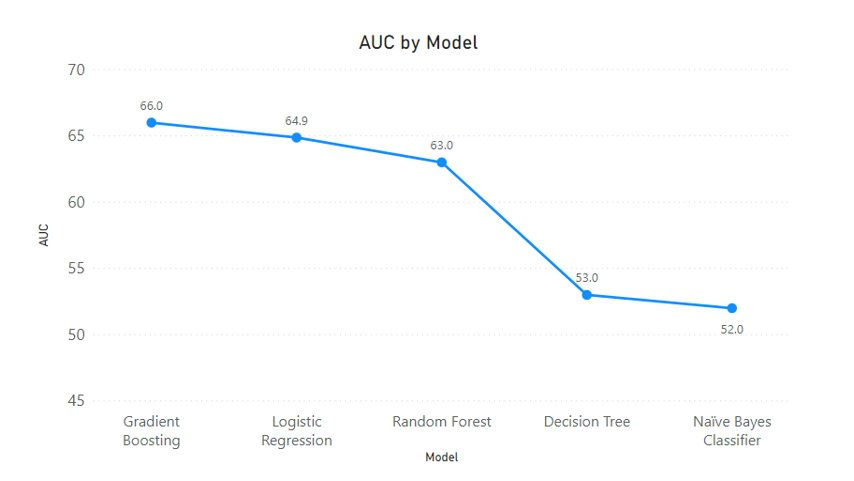 AUC by Model
70
65
60
55
50
45
AUC
66.0
64.9
63.0
53.0
52.0
Gradient
Boosting
Logistic
Regression
Random Forest
Decision Tree
Naïve Bayes
Classifier
Model